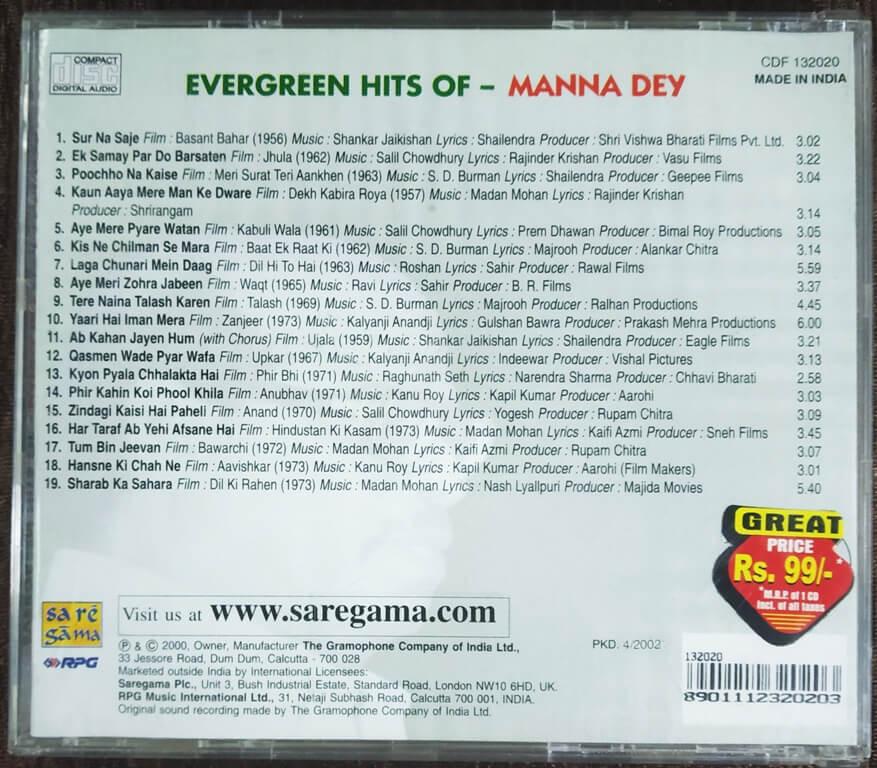 COMPACT
disc
DIGITAL AUDIO
EVERGREEN HITS OF – MANNA DEY
CDF 132020
MADE IN INDIA
1. Sur Na Saje Film : Basant Bahar (1956) Music : Shankar Jaikishan Lyrics : Shailendra Producer : Shri Vishwa Bharati Films Pvt. Ltd. 3.02
2. Ek Samay Par Do Barsaten Film : Jhula (1962) Music : Salil Chowdhury Lyrics : Rajinder Krishan Producer : Vasu Films 3.22
3. Poochho Na Kaise Film : Meri Surat Teri Aankhen (1963) Music : S. D. Burman Lyrics : Shailendra Producer : Geepee Films 3.04
4. Kaun Aaya Mere Man Ke Dware Film : Dekh Kabira Roya (1957) Music : Madan Mohan Lyrics : Rajinder Krishan
Producer : Shrirangam 3.14
5. Aye Mere Pyare Watan Film : Kabuli Wala (1961) Music : Salil Chowdhury Lyrics : Prem Dhawan Producer : Bimal Roy Productions 3.05
6. Kis Ne Chilman Se Mara Film : Baat Ek Raat Ki (1962) Music : S. D. Burman Lyrics : Majrooh Producer : Alankar Chitra 3.14
7. Laga Chunari Mein Daag Film : Dil Hi To Hai (1963) Music : Roshan Lyrics : Sahir Producer : Rawal Films 5.59
8. Aye Meri Zohra Jabeen Film : Waqt (1965) Music : Ravi Lyrics : Sahir Producer : B. R. Films 3.37
9. Tere Naina Talash Karen Film : Talash (1969) Music : S. D. Burman Lyrics : Majrooh Producer : Ralhan Productions 4.45
10. Yaari Hai Iman Mera Film : Zanjeer (1973) Music : Kalyanji Anandji Lyrics : Gulshan Bawra Producer : Prakash Mehra Productions 6.00
11. Ab Kahan Jayen Hum (with Chorus) Film : Ujala (1959) Music : Shankar Jaikishan Lyrics : Shailendra Producer : Eagle Films 3.21
12. Qasmen Wade Pyar Wafa Film : Upkar (1967) Music : Kalyanji Anandji Lyrics : Indeewar Producer : Vishal Pictures 3.13
13. Kyon Pyala Chhalakta Hai Film : Phir Bhi (1971) Music : Raghunath Seth Lyrics : Narendra Sharma Producer : Chhavi Bharati 2.58
14. Phir Kahin Koi Phool Khila Film : Anubhav (1971) Music : Kanu Roy Lyrics : Kapil Kumar Producer : Aarohi 3.03
15. Zindagi Kaisi Hai Paheli Film : Anand (1970) Music : Salil Chowdhury Lyrics : Yogesh Producer : Rupam Chitra 3.09
16. Har Taraf Ab Yehi Afsane Hai Film : Hindustan Ki Kasam (1973) Music : Madan Mohan Lyrics : Kaifi Azmi Producer : Sneh Films 3.45
17. Tum Bin Jeevan Film : Bawarchi (1972) Music : Madan Mohan Lyrics : Kaifi Azmi Producer : Rupam Chitra 3.07
18. Hansne Ki Chah Ne Film : Aavishkar (1973) Music : Kanu Roy Lyrics : Kapil Kumar Producer : Aarohi (Film Makers) 3.01
19. Sharab Ka Sahara Film : Dil Ki Rahen (1973) Music : Madan Mohan Lyrics : Nash Lyallpuri Producer : Majida Movies 5.40
GREAT
PRICE
Rs. 99/-*
*M.R.P. of 1 CD
Incl. of all taxes
sa rē
gāma
RPG
Visit us at www.saregama.com
℗ & © 2000, Owner, Manufacturer The Gramophone Company of India Ltd.,
33 Jessore Road, Dum Dum, Calcutta - 700 028
Marketed outside India by International Licensees:
Saregama Plc., Unit 3, Bush Industrial Estate, Standard Road, London NW10 6HD, UK.
RPG Music International Ltd., 31, Netaji Subhash Road, Calcutta 700 001, INDIA.
Original sound recording made by The Gramophone Company of India Ltd.
PKD. 4/2002
132020
8901112320203